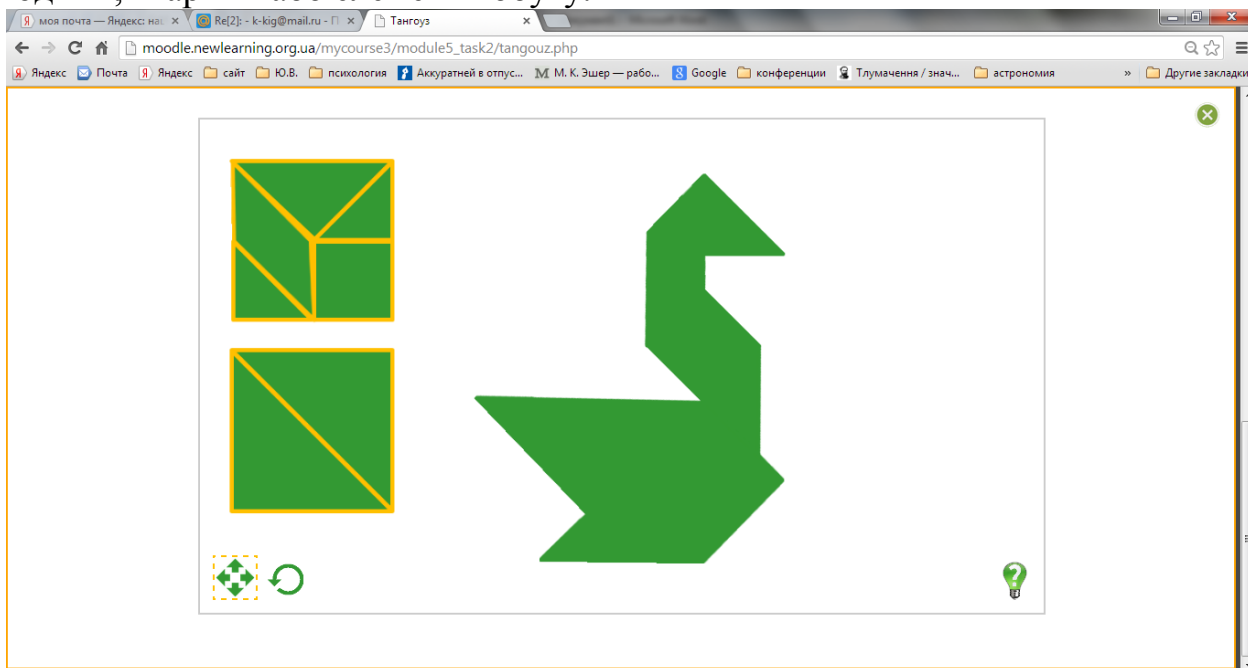 моя почта — Яндекс: наш
Re[2]: - k-kig@mail.ru - П
Тангоуз
moodle.newlearning.org.ua/mycourse3/module5_task2/tangouz.php
Яндекс Почта Яндекс сайт Ю.В. психология Аккуратней в отпус... М. К. Эшер — рабо... Google конференции Тлумачення / знач... астрономия » Другие закладки